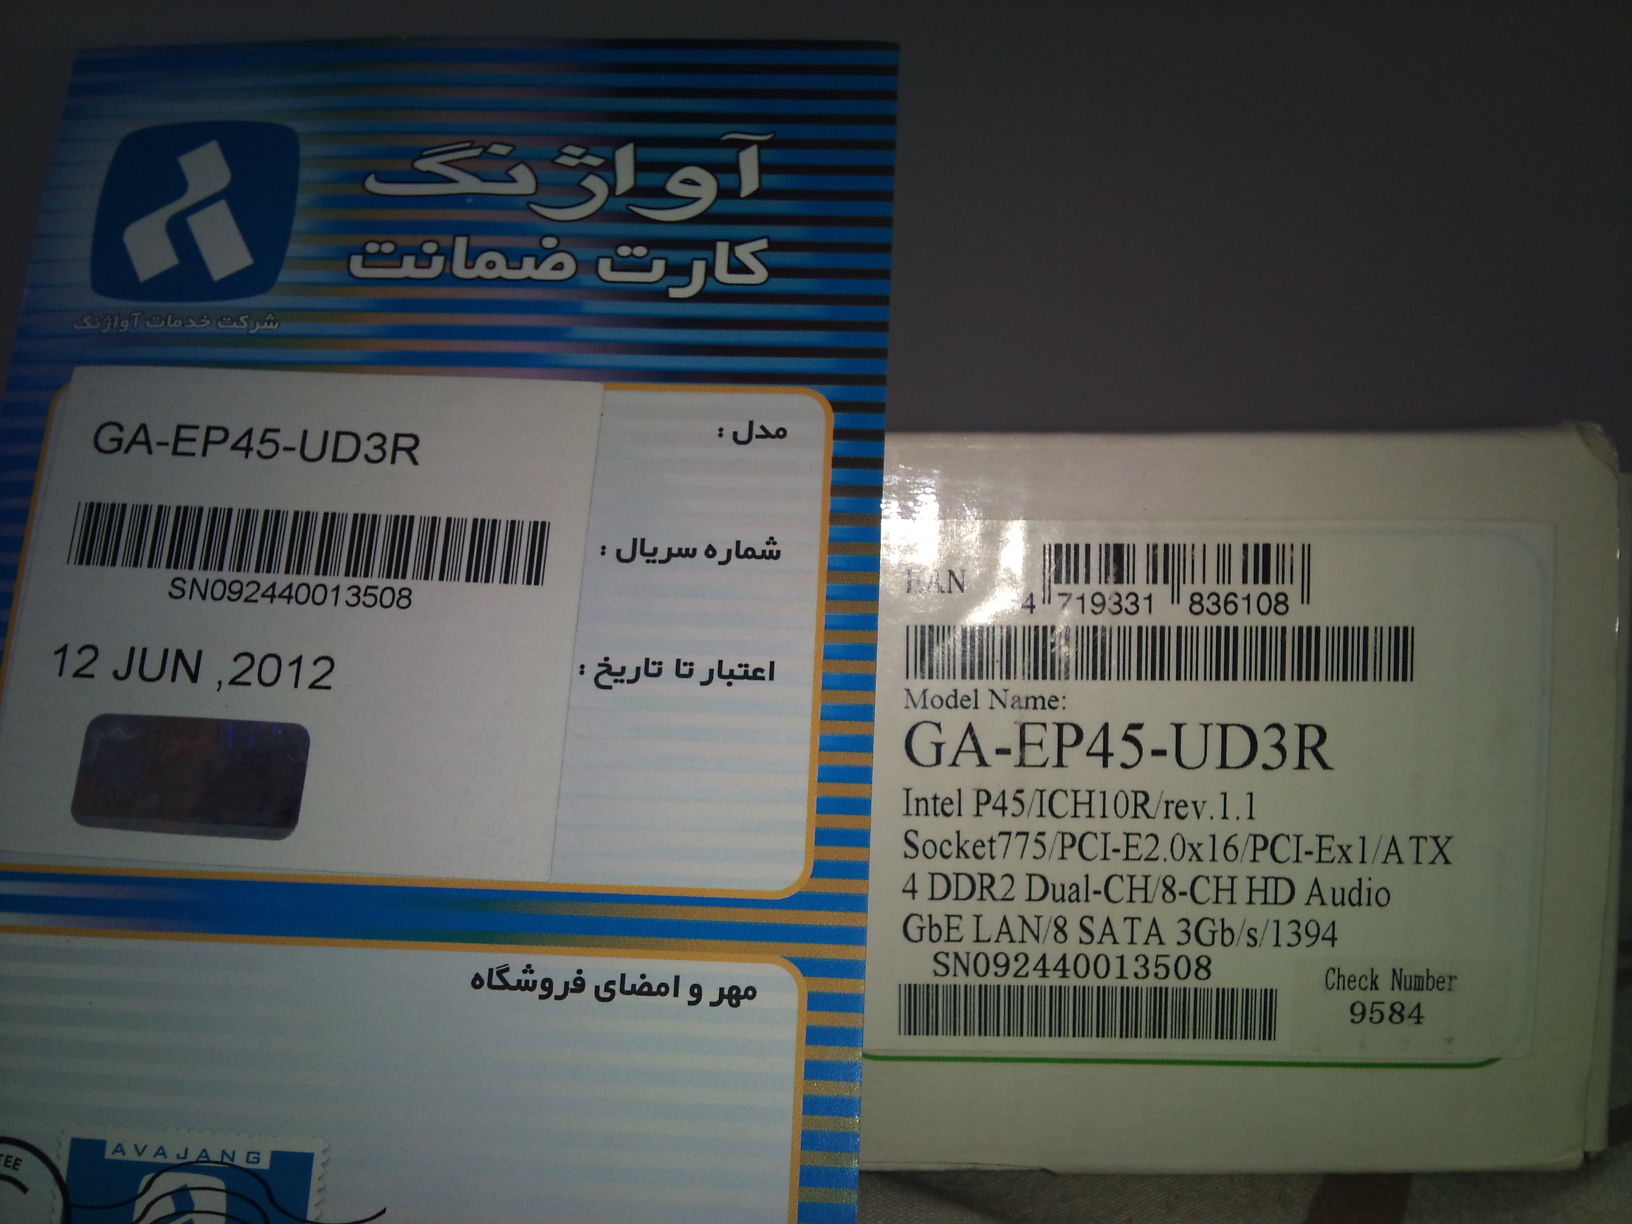 آواژنگ
کارت ضمانت
شرکت خدمات آواژنگ
مدل :
GA-EP45-UD3R
شماره سریال :
SN092440013508
اعتبار تا تاریخ :
12 JUN ,2012
مهر و امضای فروشگاه
AVAJANG
TEE
EAN
4 719331 836108
Model Name:
GA-EP45-UD3R
Intel P45/ICH10R/rev.1.1
Socket775/PCI-E2.0x16/PCI-Ex1/ATX
4 DDR2 Dual-CH/8-CH HD Audio
GbE LAN/8 SATA 3Gb/s/1394
SN092440013508
Check Number
9584